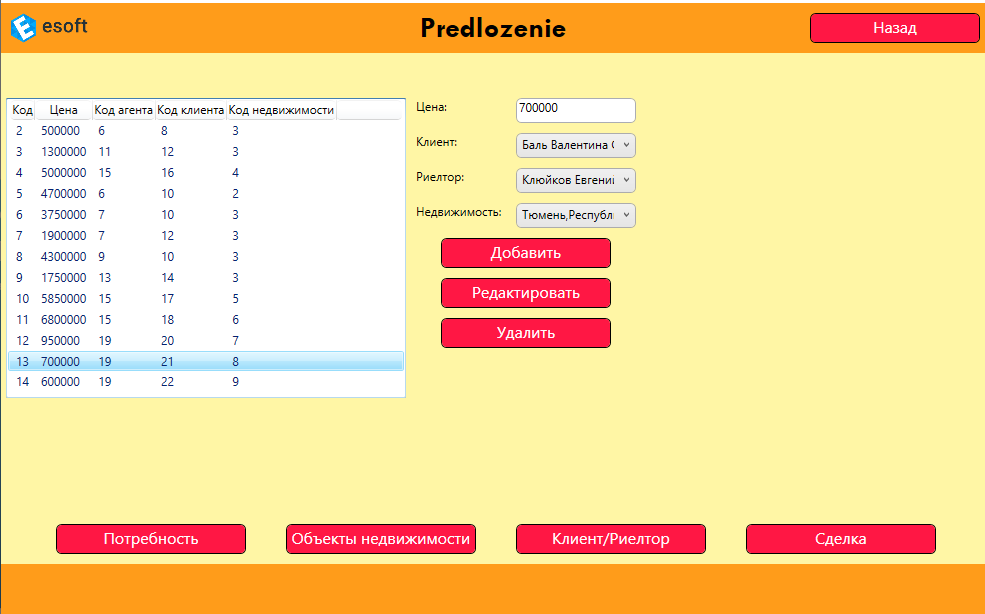 esoft
Predlozenie
Назад
Код Цена Код агента Код клиента Код недвижимости
2 500000 6 8 3
3 1300000 11 12 3
4 5000000 15 16 4
5 4700000 6 10 2
6 3750000 7 10 3
7 1900000 7 12 3
8 4300000 9 10 3
9 1750000 13 14 3
10 5850000 15 17 5
11 6800000 15 18 6
12 950000 19 20 7
13 700000 19 21 8
14 600000 19 22 9
Цена: 700000
Клиент: Баль Валентина
Риелтор: Клюйков Евгени
Недвижимость: Тюмень,Республ
Добавить
Редактировать
Удалить
Потребность
Объекты недвижимости
Клиент/Риелтор
Сделка